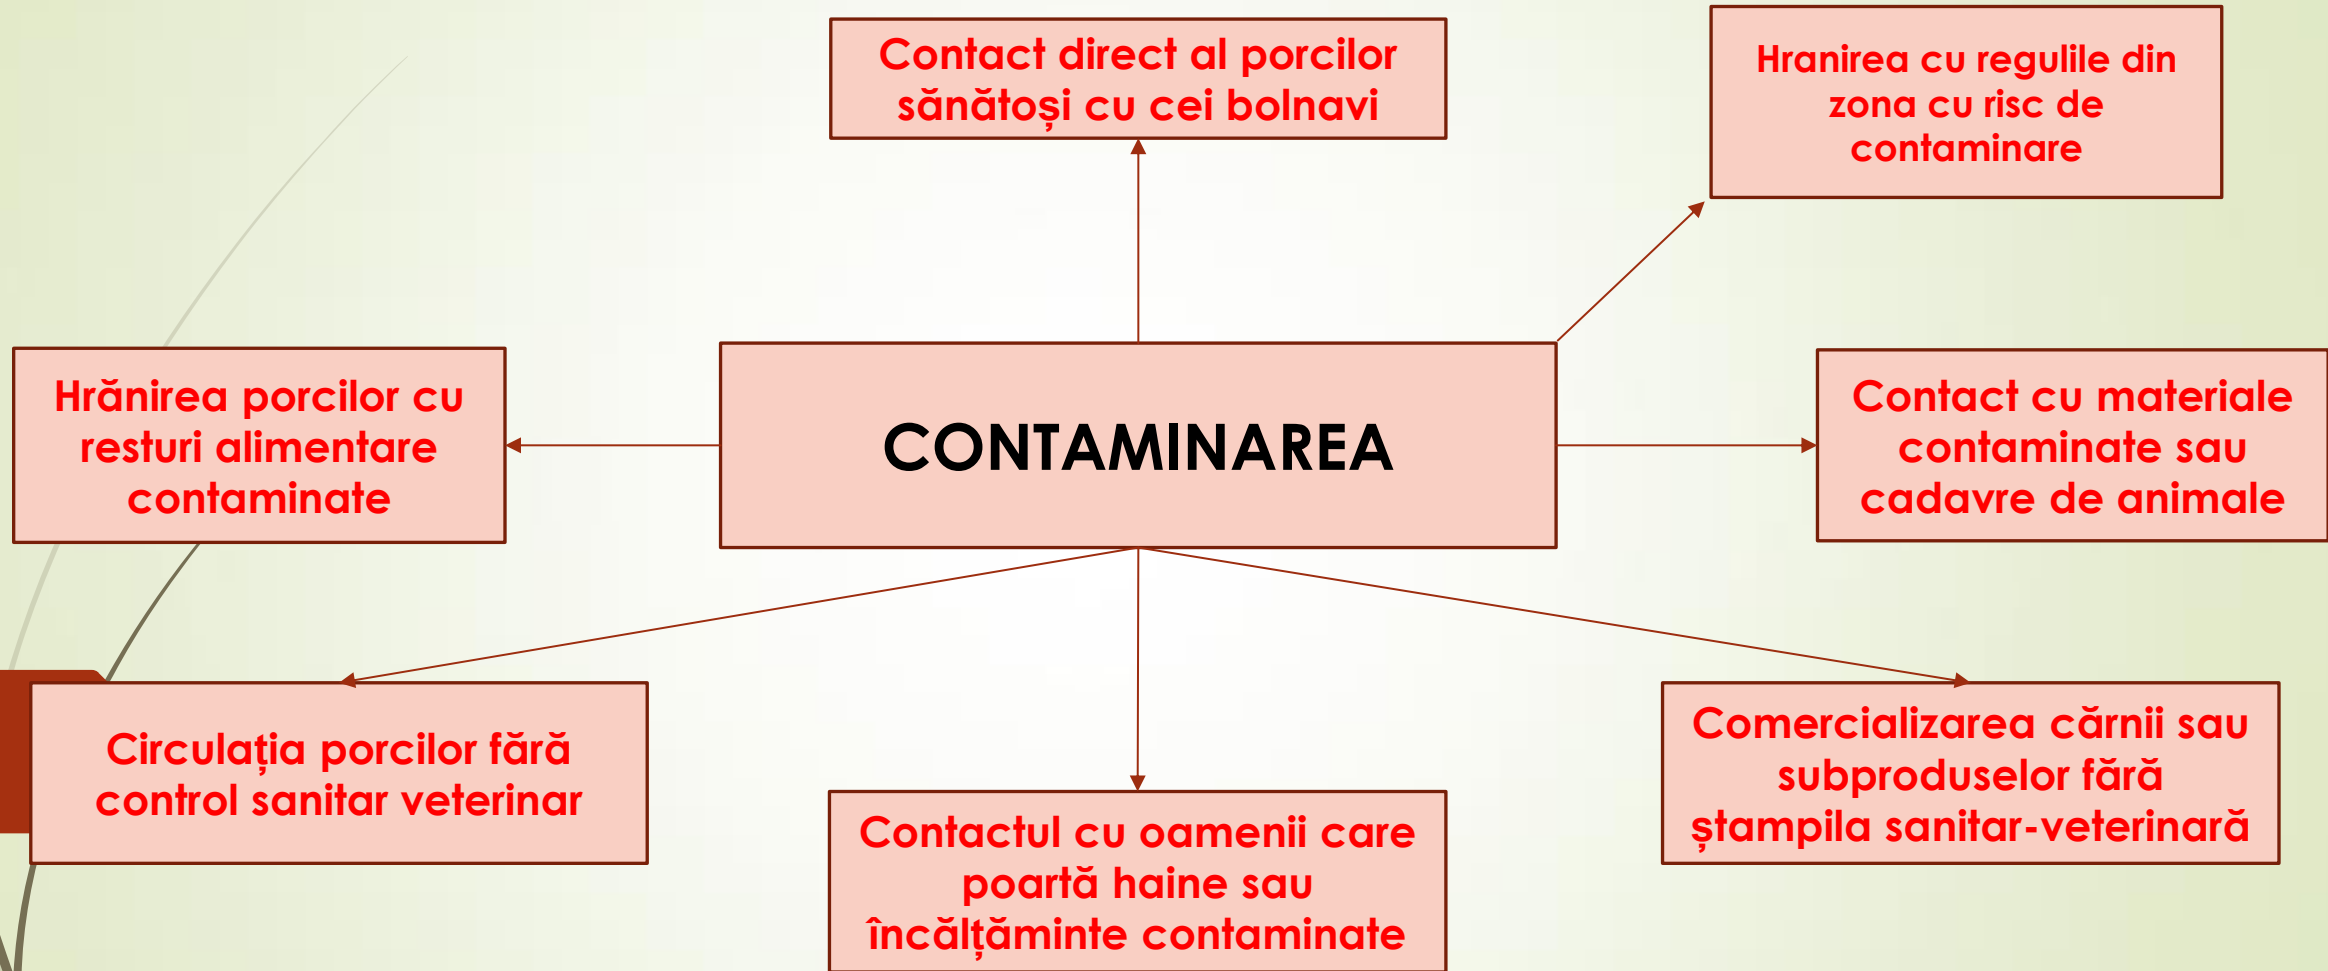 Contact direct al porcilor
sănătoși cu cei bolnavi
Hranirea cu regulile din
zona cu risc de
contaminare
Hrănirea porcilor cu
resturi alimentare
contaminate
CONTAMINAREA
Contact cu materiale
contaminate sau
cadavre de animale
Circulația porcilor fără
control sanitar veterinar
Contactul cu oamenii care
poartă haine sau
încălțăminte contaminate
Comercializarea cărnii sau
subproduselor fără
ștampila sanitar-veterinară